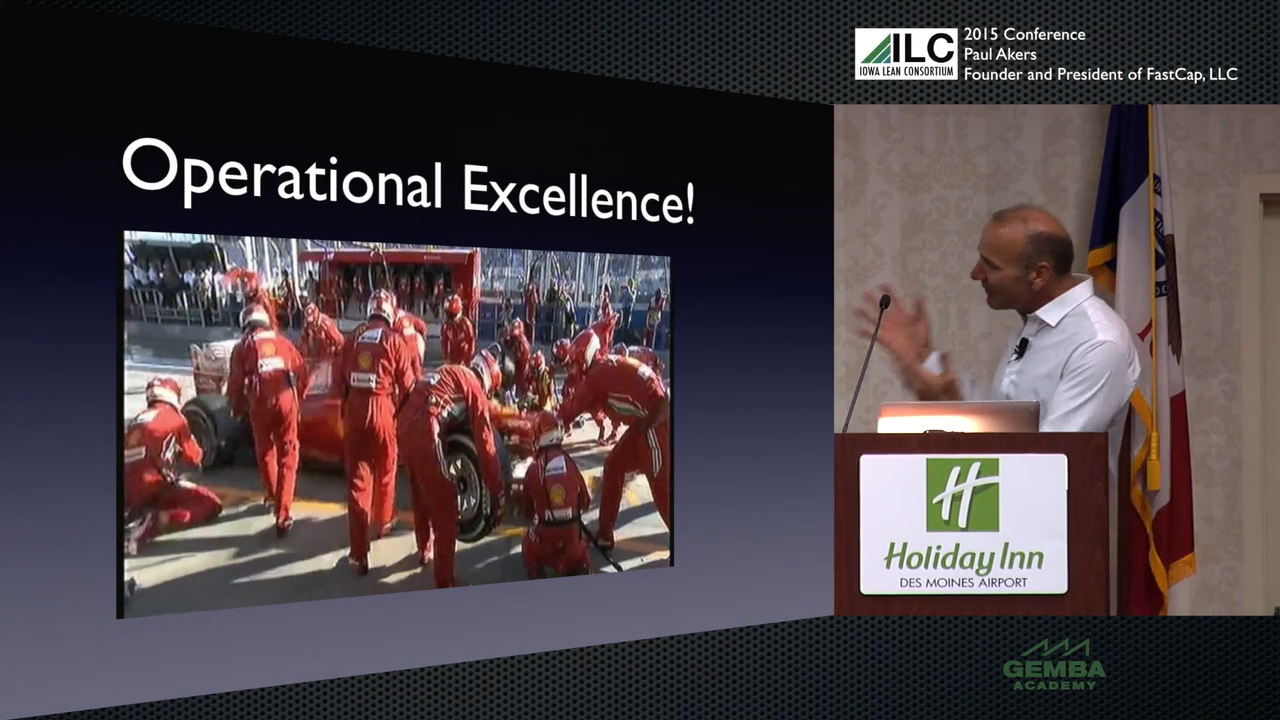 ILC
IOWA LEAN CONSORTIUM
2015 Conference
Paul Akers
Founder and President of FastCap, LLC
Operational Excellence!
H
Holiday Inn
DES MOINES AIRPORT
GEMBA
ACADEMY